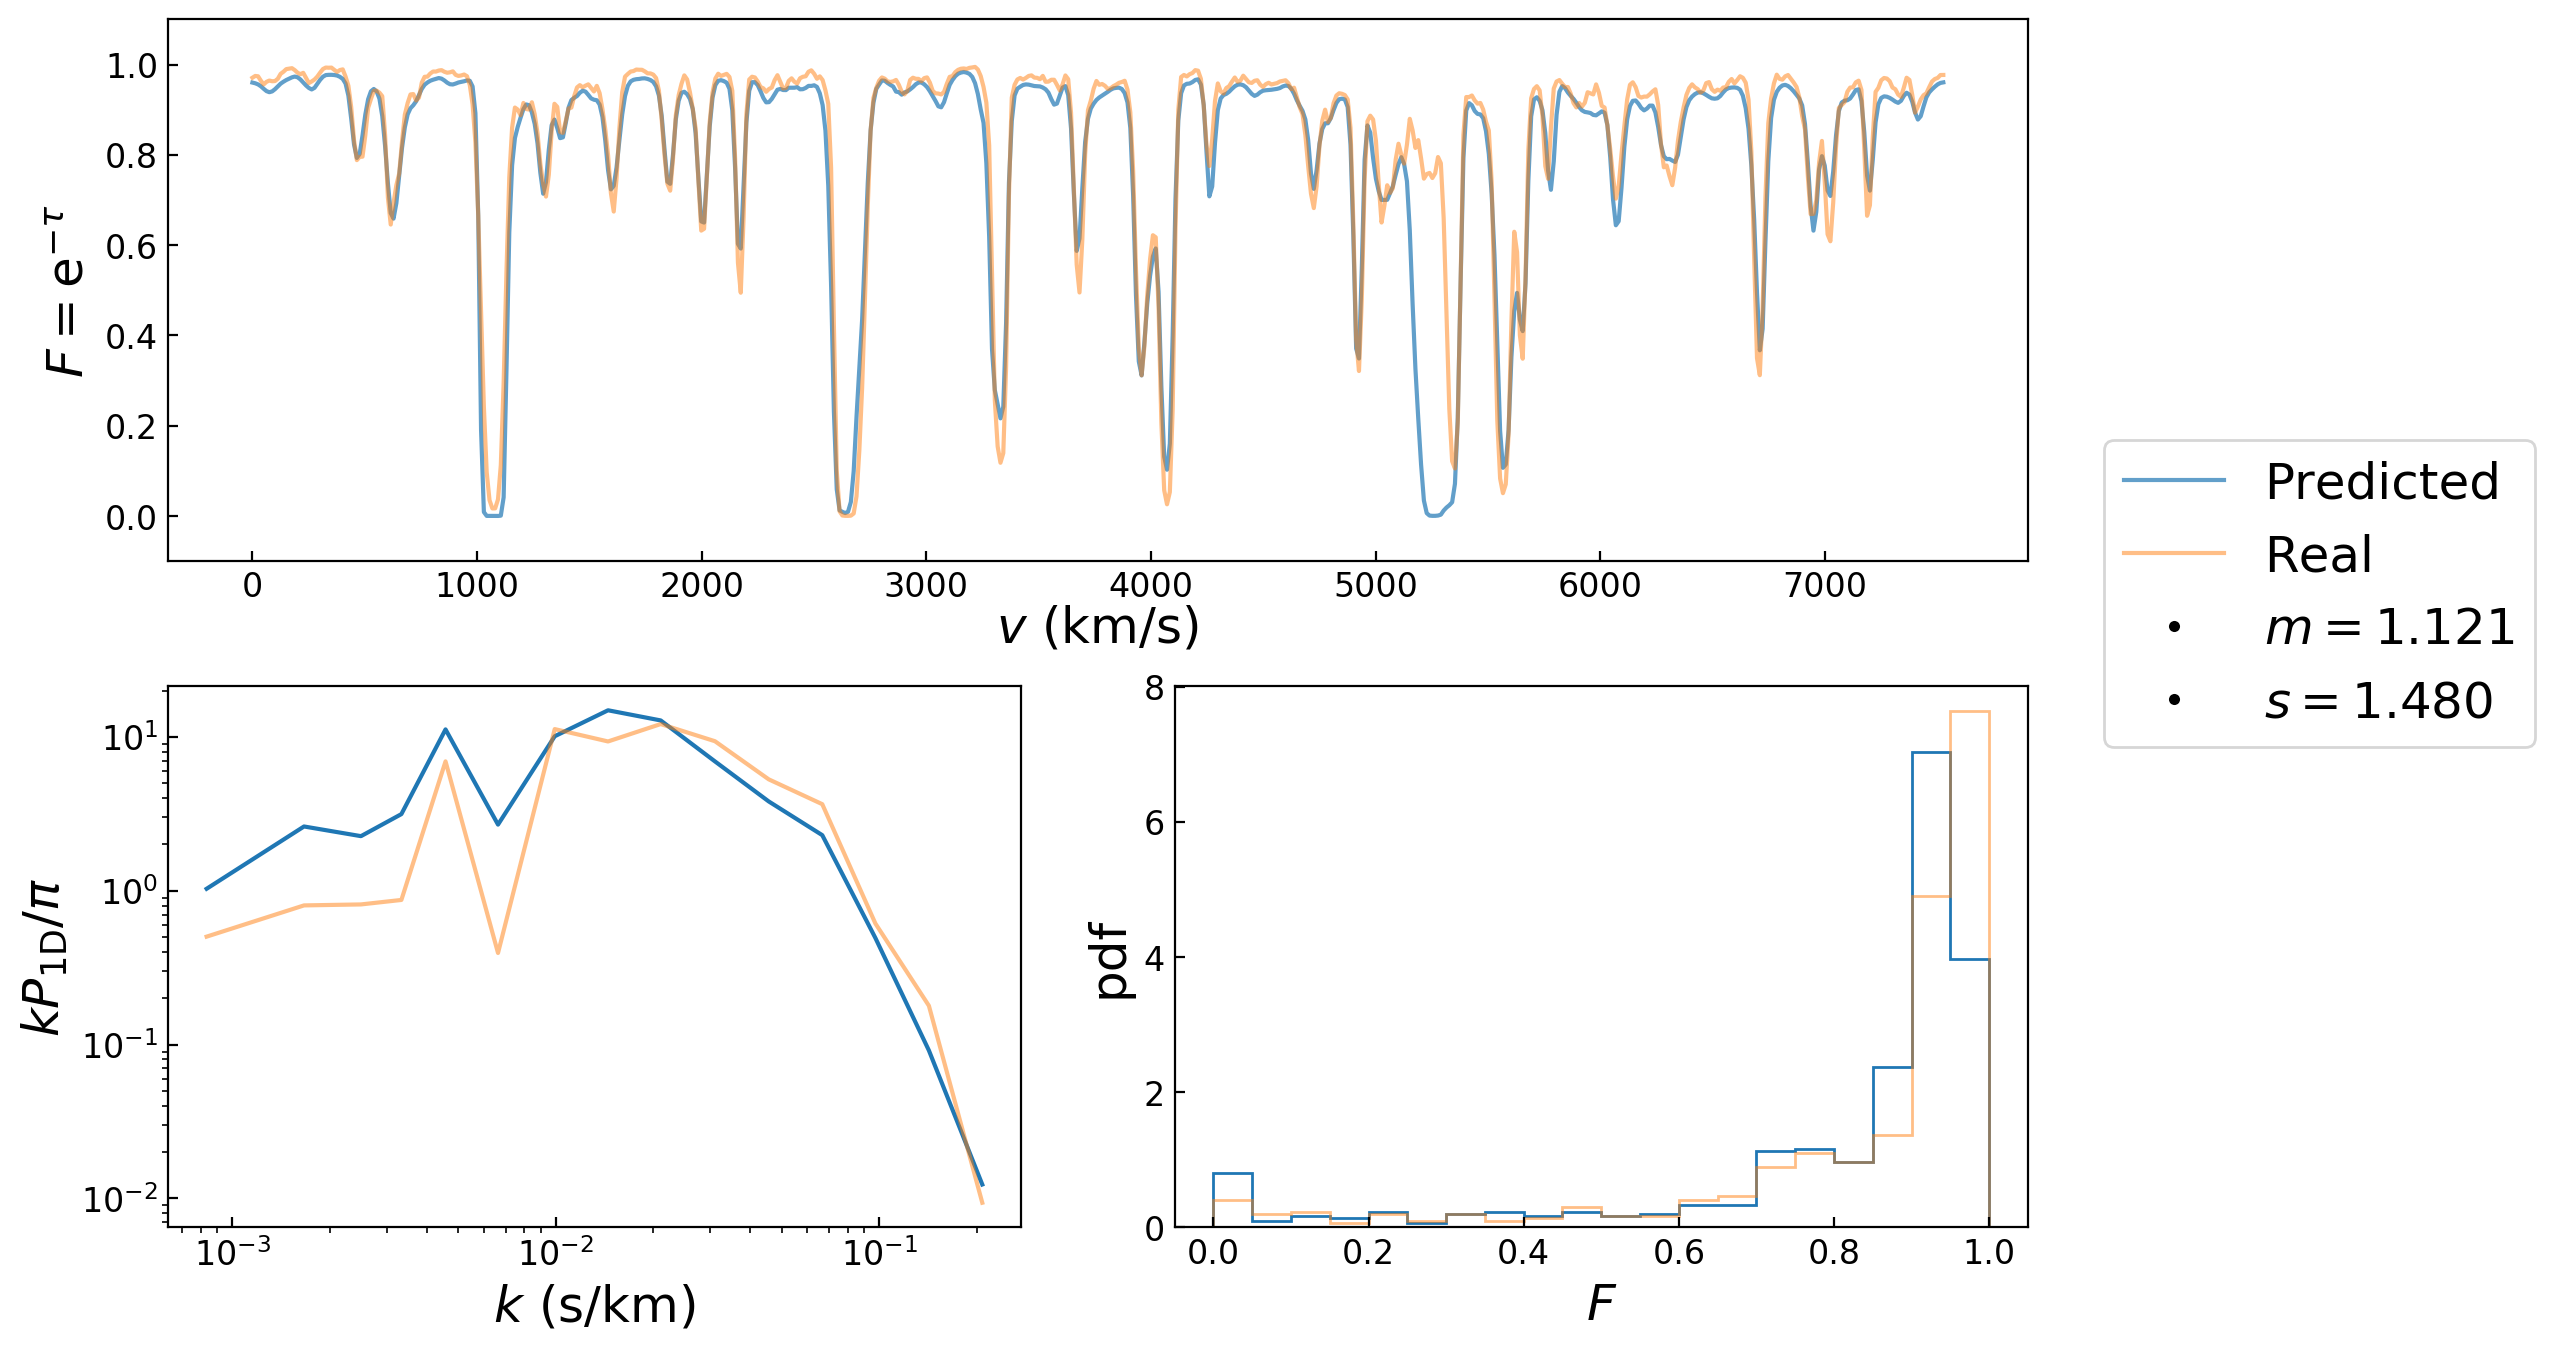 F = e^{-τ}
1.0
0.8
0.6
0.4
0.2
0.0
0 1000 2000 3000 4000 5000 6000 7000
v (km/s)
Predicted
Real
m = 1.121
s = 1.480
kP_{1D}/π
10^1
10^0
10^{-1}
10^{-2}
10^{-3} 10^{-2} 10^{-1}
k (s/km)
pdf
8
6
4
2
0
0.0 0.2 0.4 0.6 0.8 1.0
F